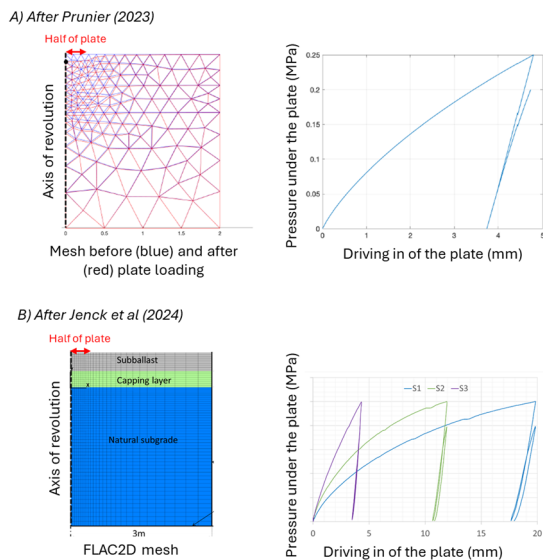 A) After Prunier (2023)
Half of plate
Axis of revolution
0 0.5 1 1.5 2
Mesh before (blue) and after
(red) plate loading
Pressure under the plate (MPa)
0.25
0.2
0.15
0.1
0.05
0
0 1 2 3 4 5
Driving in of the plate (mm)
B) After Jenck et al (2024)
Half of plate
Axis of revolution
Subballast
Capping layer
x
Natural subgrade
3m
FLAC2D mesh
Pressure under the plate (MPa)
S1 S2 S3
0 5 10 15 20
Driving in of the plate (mm)